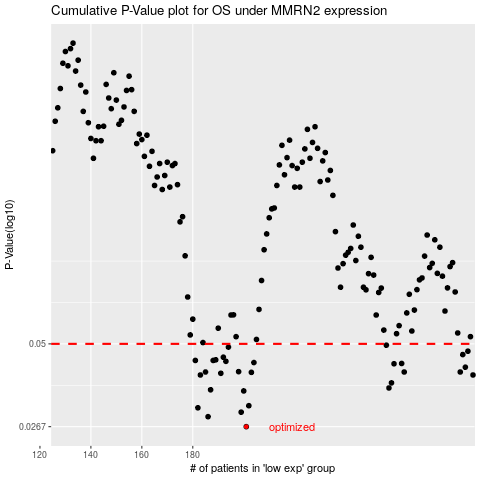 Cumulative P-Value plot for OS under MMRN2 expression
P-Value(log10)
0.05
0.0267
optimized
120 140 160 180
# of patients in 'low exp' group